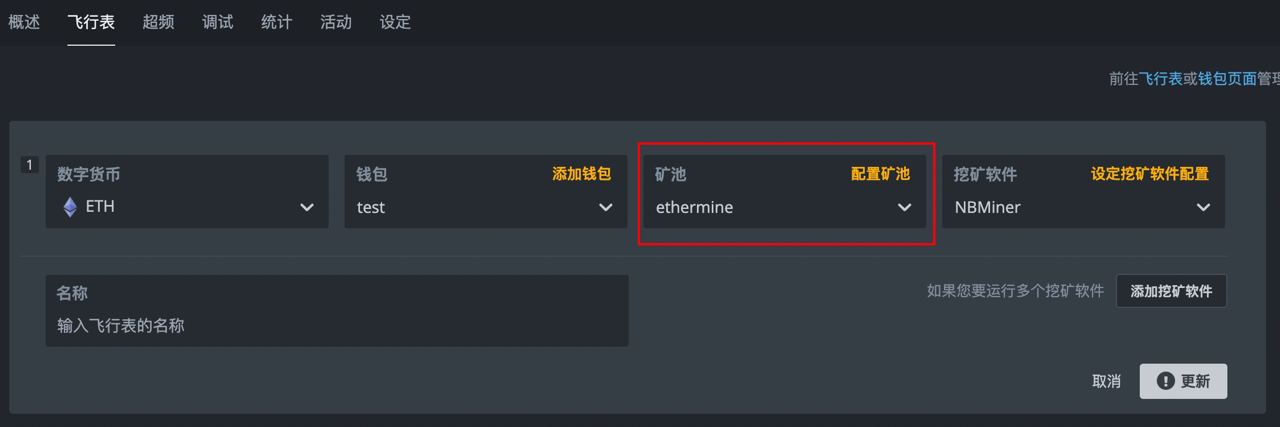 概述 飞行表 超频 调试 统计 活动 设定
前往飞行表或钱包页面管理
1
数字货币
ETH
钱包 添加钱包
test
矿池 配置矿池
ethermine
挖矿软件 设定挖矿软件配置
NBMiner
名称
输入飞行表的名称
如果您要运行多个挖矿软件 添加挖矿软件
取消 更新